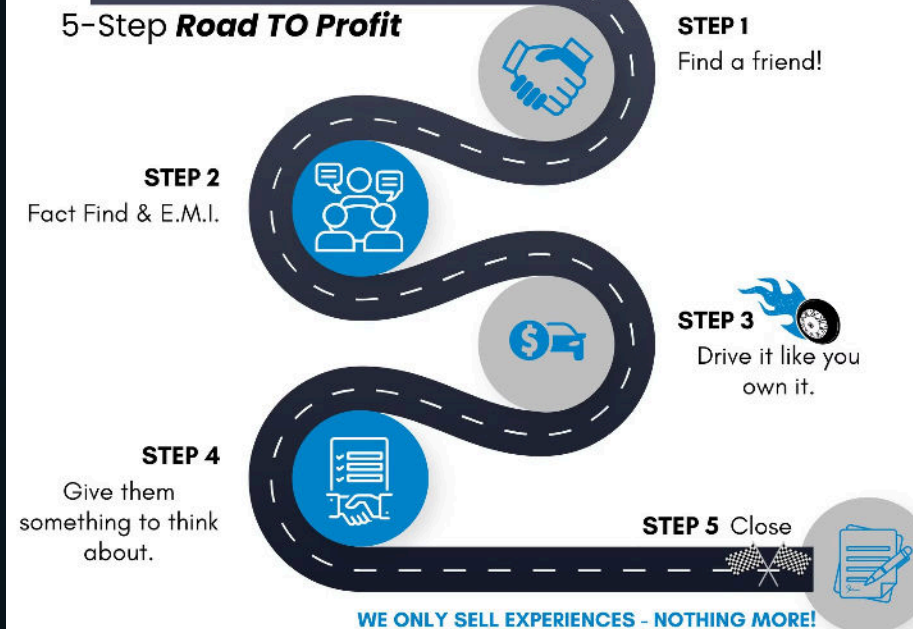 5-Step Road TO Profit
STEP 1
Find a friend!
STEP 2
Fact Find & E.M.I.
STEP 3
Drive it like you
own it.
STEP 4
Give them
something to think
about.
STEP 5 Close
WE ONLY SELL EXPERIENCES - NOTHING MORE!